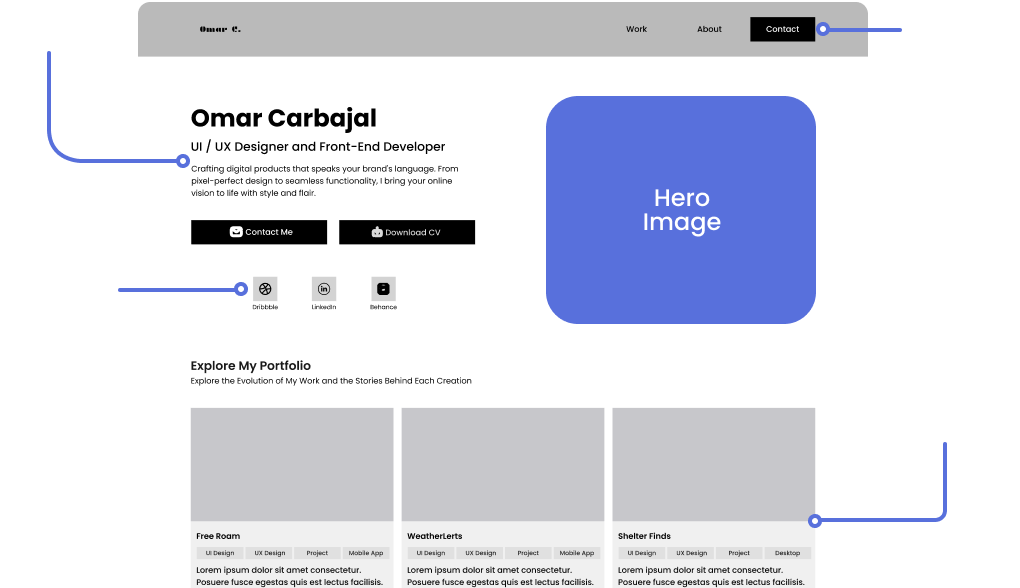 Omar C.
Work
About
Contact
Omar Carbajal
UI / UX Designer and Front-End Developer
Crafting digital products that speaks your brand's language. From
pixel-perfect design to seamless functionality, I bring your online
vision to life with style and flair.
Contact Me
Download CV
Hero
Image
Dribbble
LinkedIn
Behance
Explore My Portfolio
Explore the Evolution of My Work and the Stories Behind Each Creation
Free Roam
UI Design
UX Design
Project
Mobile App
Lorem ipsum dolor sit amet consectetur.
Posuere fusce egestas quis est lectus facilisis.
WeatherLerts
UI Design
UX Design
Project
Mobile App
Lorem ipsum dolor sit amet consectetur.
Posuere fusce egestas quis est lectus facilisis.
Shelter Finds
UI Design
UX Design
Project
Desktop
Lorem ipsum dolor sit amet consectetur.
Posuere fusce egestas quis est lectus facilisis.